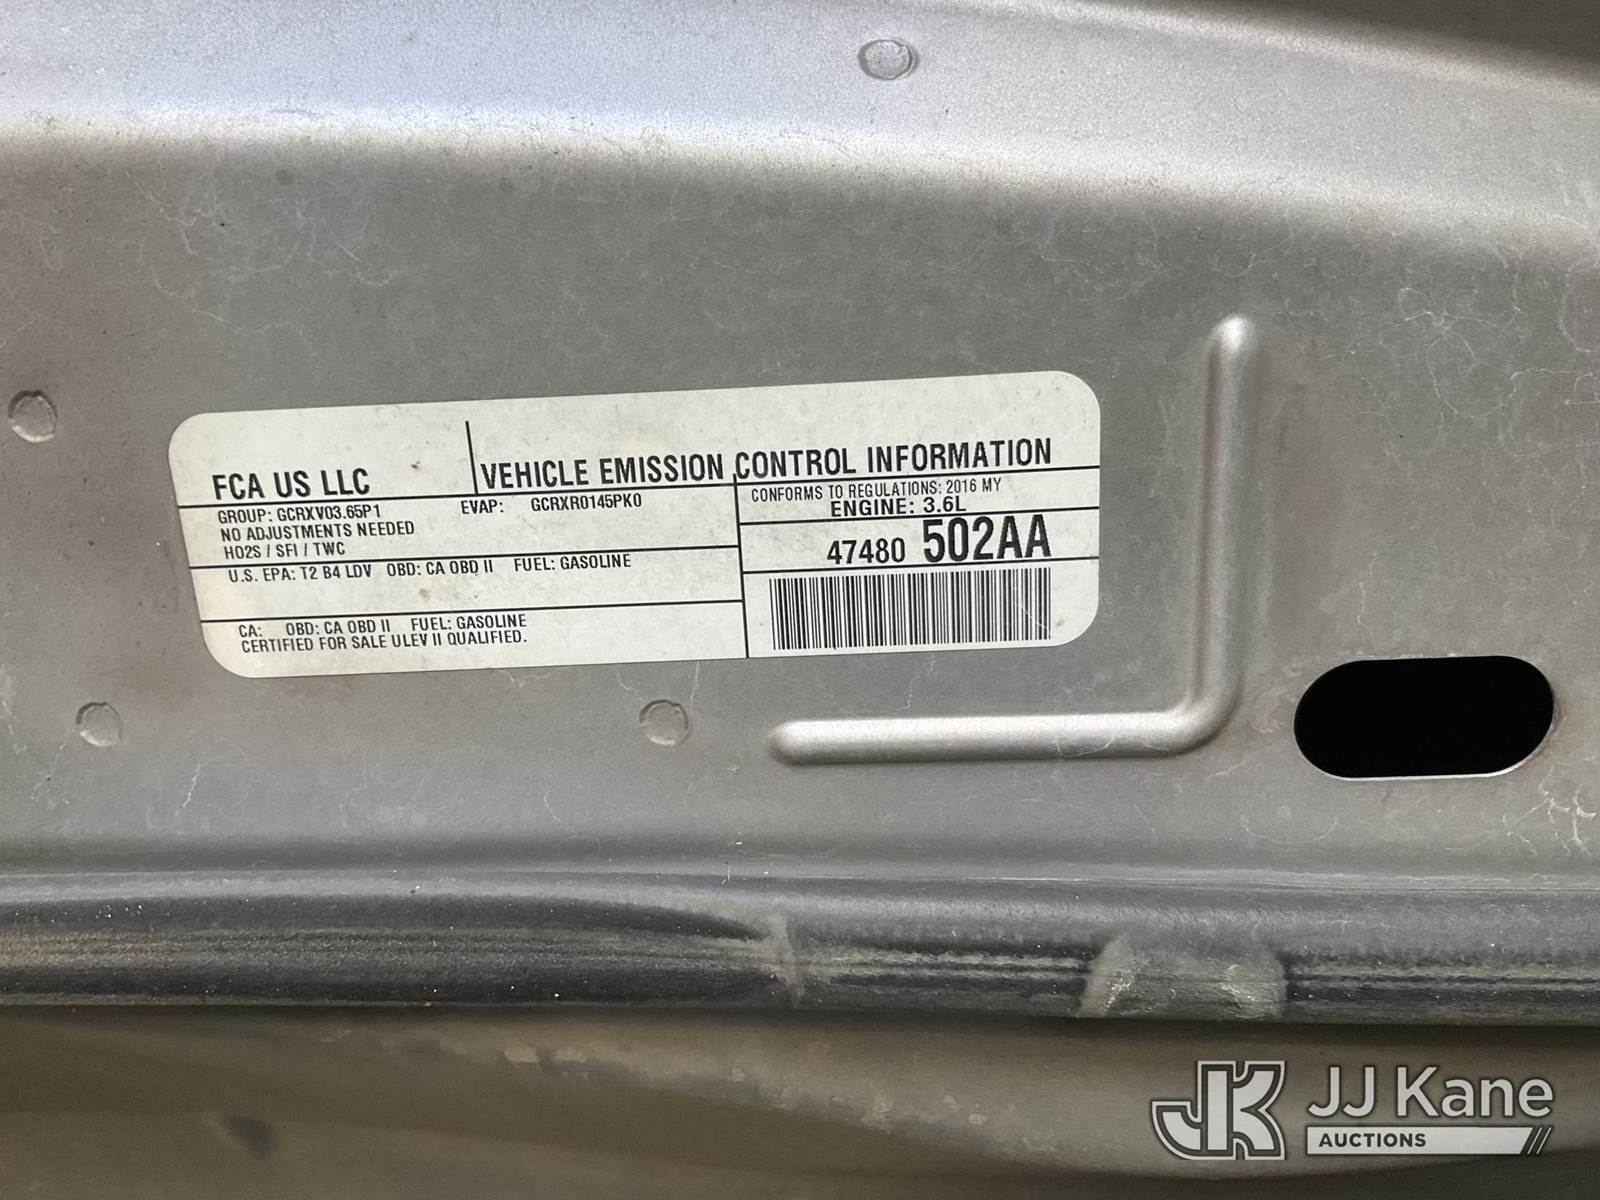 FCA US LLC
VEHICLE EMISSION CONTROL INFORMATION
GROUP: GCRXV03.65P1
EVAP: GCRXR0145PK0
NO ADJUSTMENTS NEEDED
HO2S / SFI / TWC
U.S. EPA: T2 B4 LDV OBD: CA OBD II FUEL: GASOLINE
CA: OBD: CA OBD II FUEL: GASOLINE
CERTIFIED FOR SALE ULEV II QUALIFIED.
CONFORMS TO REGULATIONS: 2016 MY
ENGINE: 3.6L
47480 502AA
JK
JJ Kane
AUCTIONS